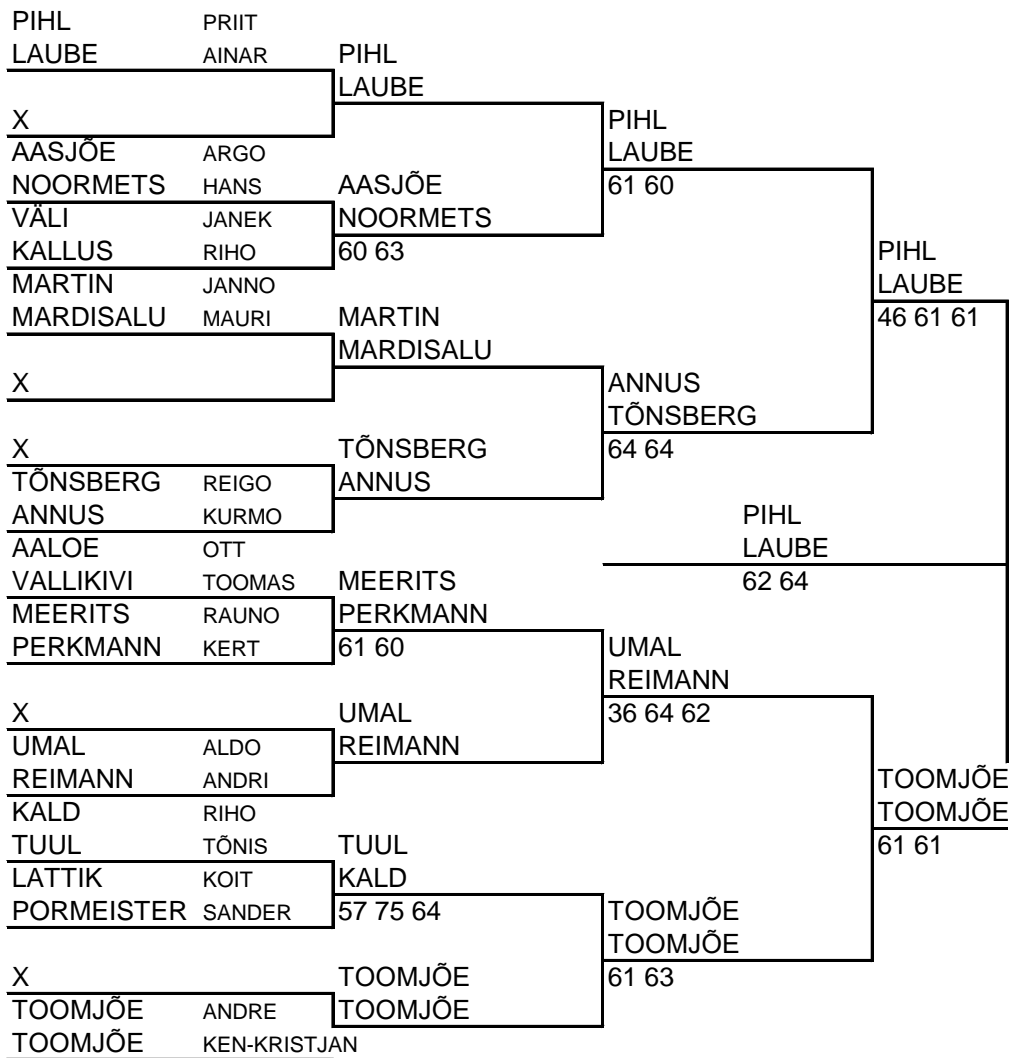 PIHL PRIIT
LAUBE AINAR PIHL
LAUBE
X PIHL
AASJÕE ARGO LAUBE
NOORMETS HANS AASJÕE 61 60
VÄLI JANEK NOORMETS
KALLUS RIHO 60 63 PIHL
MARTIN JANNO LAUBE
MARDISALU MAURI MARTIN 46 61 61
MARDISALU
X ANNUS
TÕNSBERG
X TÕNSBERG 64 64
TÕNSBERG REIGO ANNUS
ANNUS KURMO PIHL
AALOE OTT LAUBE
VALLIKIVI TOOMAS MEERITS 62 64
MEERITS RAUNO PERKMANN
PERKMANN KERT 61 60 UMAL
REIMANN
X UMAL 36 64 62
UMAL ALDO REIMANN
REIMANN ANDRI TOOMJÕE
KALD RIHO TOOMJÕE
TUUL TÕNIS TUUL 61 61
LATTIK KOIT KALD
PORMEISTER SANDER 57 75 64 TOOMJÕE
TOOMJÕE
X TOOMJÕE 61 63
TOOMJÕE ANDRE TOOMJÕE
TOOMJÕE KEN-KRISTJAN